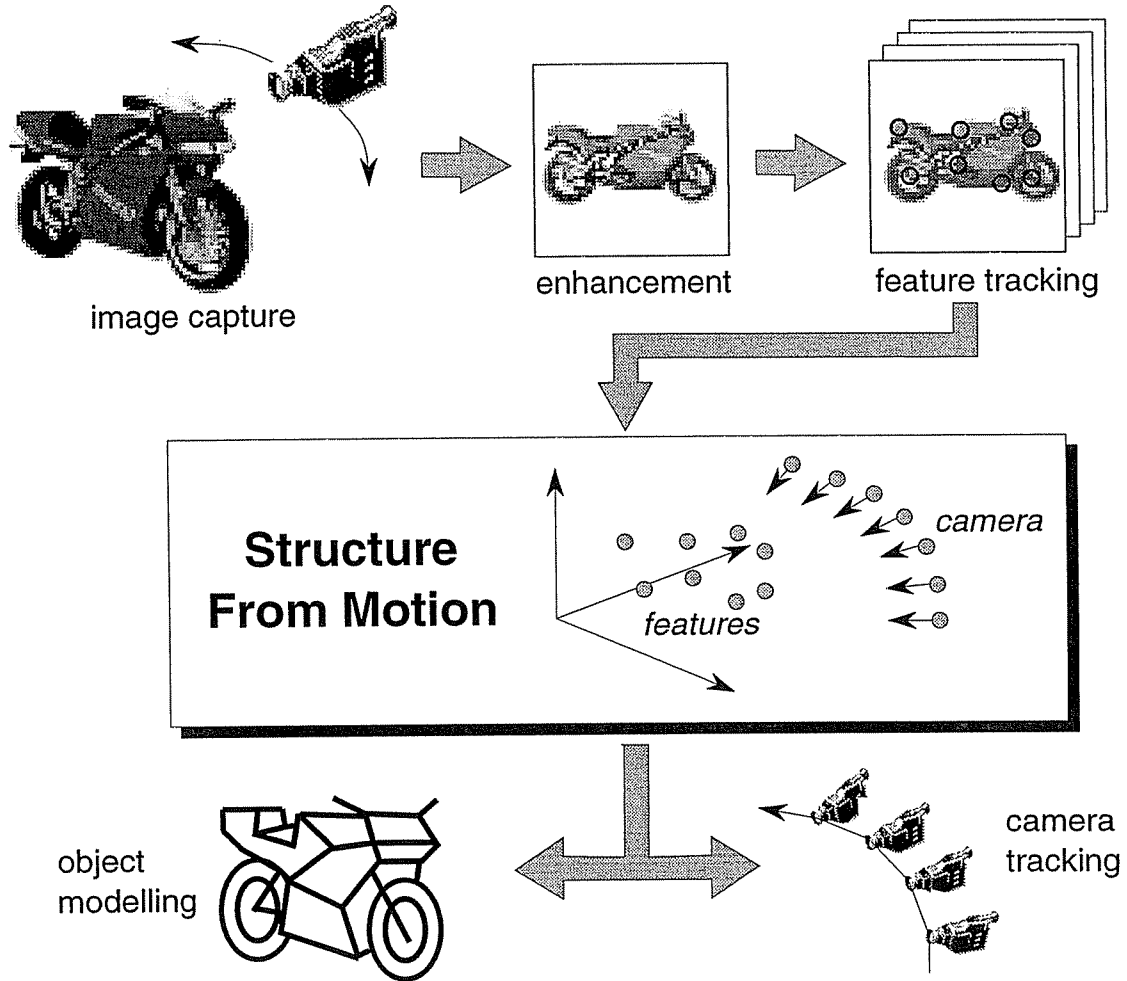 image capture
enhancement
feature tracking
Structure
From Motion
camera
features
object
modelling
camera
tracking